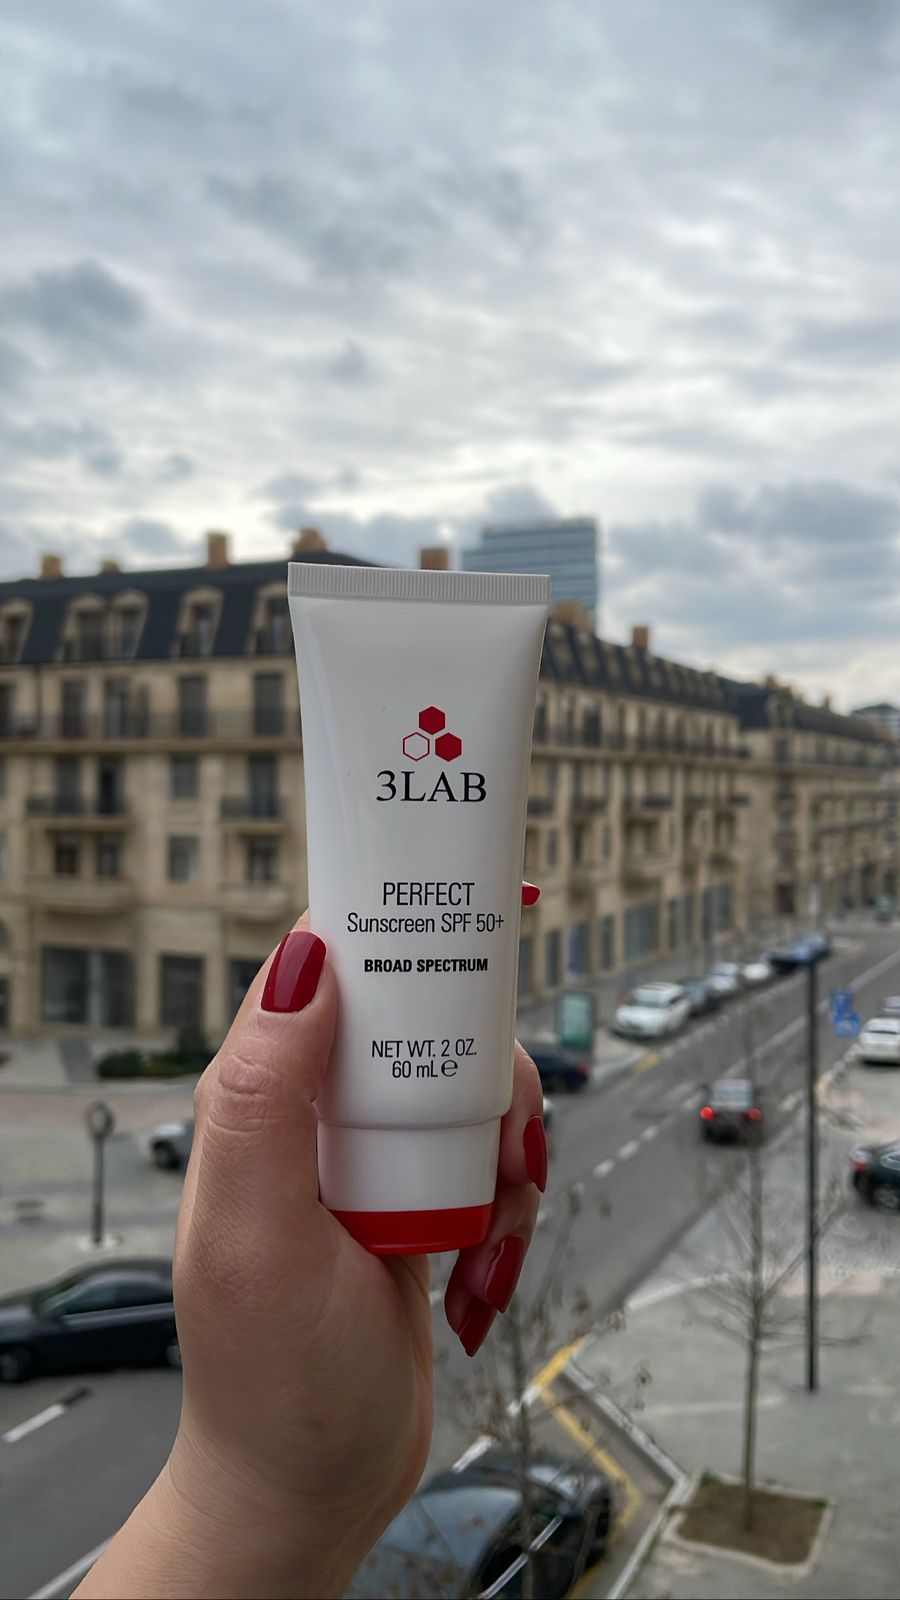 3LAB
PERFECT
Sunscreen SPF 50+
BROAD SPECTRUM
NET WT. 2 OZ.
60 mL ℮